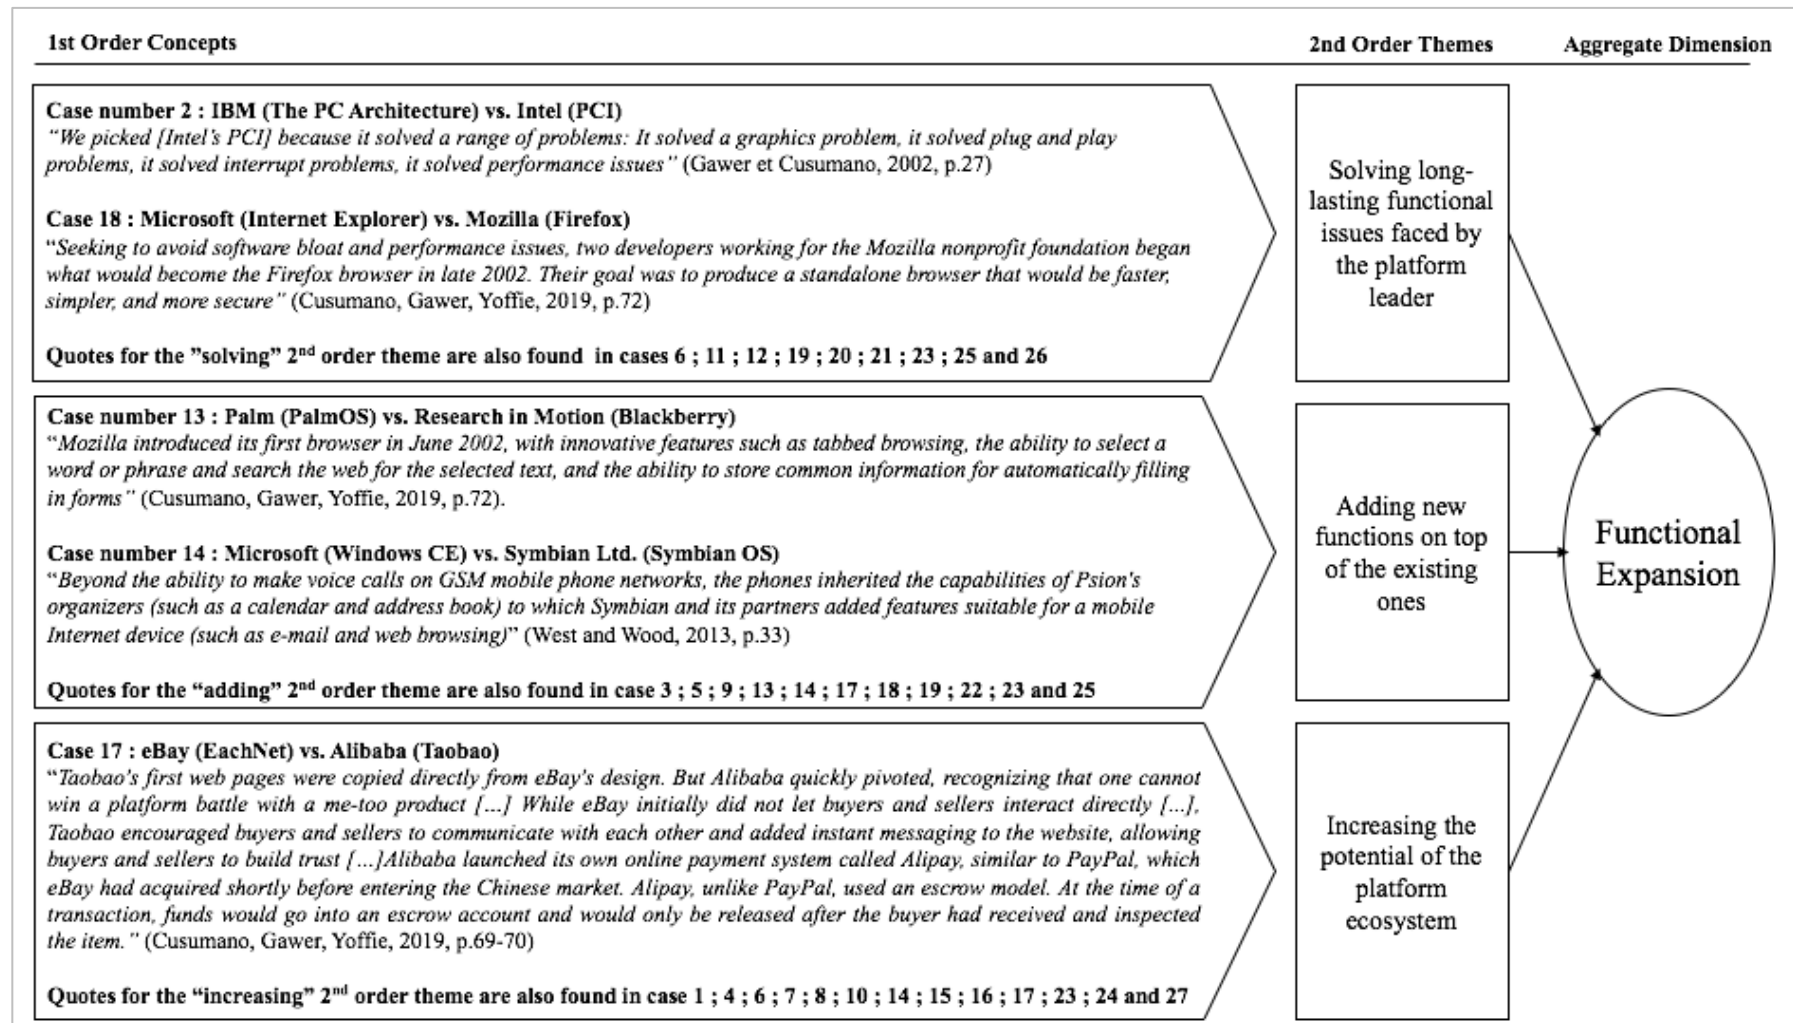 1st Order Concepts
2nd Order Themes
Aggregate Dimension
Case number 2 : IBM (The PC Architecture) vs. Intel (PCI)
“We picked [Intel’s PCI] because it solved a range of problems: It solved a graphics problem, it solved plug and play
problems, it solved interrupt problems, it solved performance issues” (Gawer et Cusumano, 2002, p.27)
Case 18 : Microsoft (Internet Explorer) vs. Mozilla (Firefox)
“Seeking to avoid software bloat and performance issues, two developers working for the Mozilla nonprofit foundation began
what would become the Firefox browser in late 2002. Their goal was to produce a standalone browser that would be faster,
simpler, and more secure” (Cusumano, Gawer, Yoffie, 2019, p.72)
Quotes for the ”solving” 2nd order theme are also found in cases 6 ; 11 ; 12 ; 19 ; 20 ; 21 ; 23 ; 25 and 26
Solving long-
lasting functional
issues faced by
the platform
leader
Case number 13 : Palm (PalmOS) vs. Research in Motion (Blackberry)
“Mozilla introduced its first browser in June 2002, with innovative features such as tabbed browsing, the ability to select a
word or phrase and search the web for the selected text, and the ability to store common information for automatically filling
in forms” (Cusumano, Gawer, Yoffie, 2019, p.72).
Case number 14 : Microsoft (Windows CE) vs. Symbian Ltd. (Symbian OS)
“Beyond the ability to make voice calls on GSM mobile phone networks, the phones inherited the capabilities of Psion's
organizers (such as a calendar and address book) to which Symbian and its partners added features suitable for a mobile
Internet device (such as e-mail and web browsing)” (West and Wood, 2013, p.33)
Quotes for the “adding” 2nd order theme are also found in case 3 ; 5 ; 9 ; 13 ; 14 ; 17 ; 18 ; 19 ; 22 ; 23 and 25
Adding new
functions on top
of the existing
ones
Functional
Expansion
Case 17 : eBay (EachNet) vs. Alibaba (Taobao)
“Taobao’s first web pages were copied directly from eBay’s design. But Alibaba quickly pivoted, recognizing that one cannot
win a platform battle with a me-too product […] While eBay initially did not let buyers and sellers interact directly […],
Taobao encouraged buyers and sellers to communicate with each other and added instant messaging to the website, allowing
buyers and sellers to build trust […]Alibaba launched its own online payment system called Alipay, similar to PayPal, which
eBay had acquired shortly before entering the Chinese market. Alipay, unlike PayPal, used an escrow model. At the time of a
transaction, funds would go into an escrow account and would only be released after the buyer had received and inspected
the item.” (Cusumano, Gawer, Yoffie, 2019, p.69-70)
Quotes for the “increasing” 2nd order theme are also found in case 1 ; 4 ; 6 ; 7 ; 8 ; 10 ; 14 ; 15 ; 16 ; 17 ; 23 ; 24 and 27
Increasing the
potential of the
platform
ecosystem